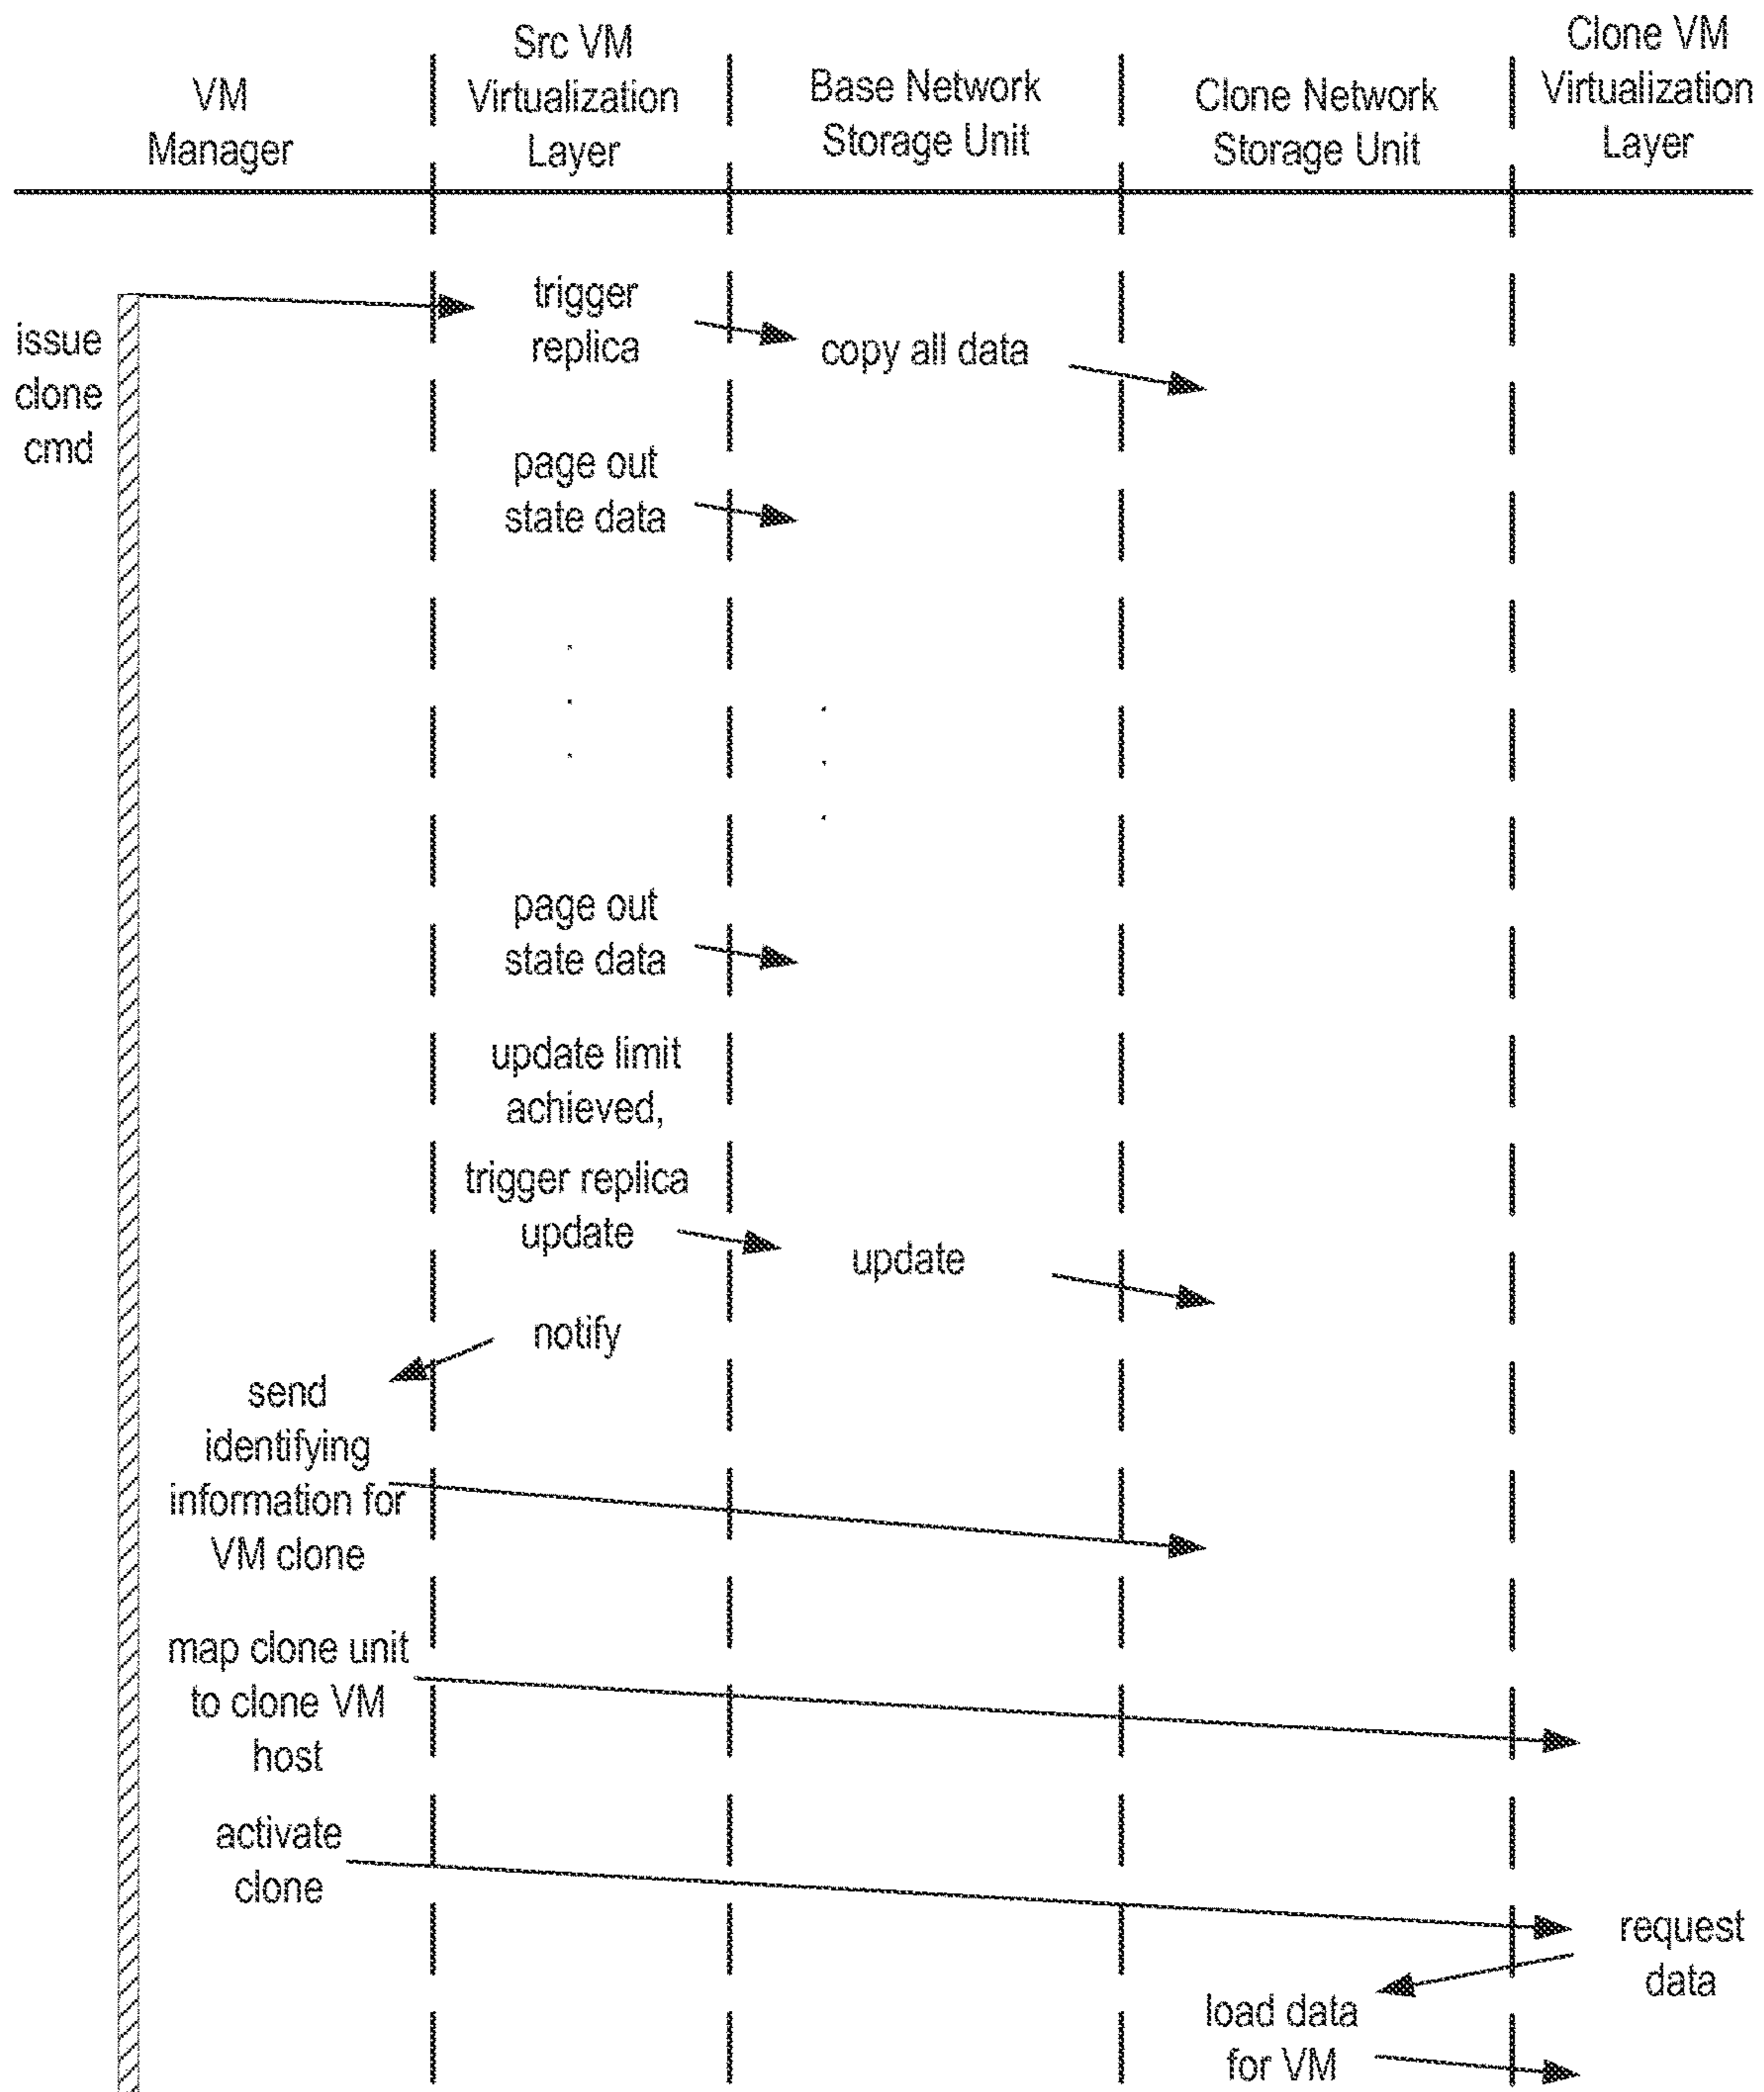 VM
Manager
Src VM
Virtualization
Layer
Base Network
Storage Unit
Clone Network
Storage Unit
Clone VM
Virtualization
Layer
issue
clone
cmd
trigger
replica
copy all data
page out
state data
page out
state data
update limit
achieved,
trigger replica
update
update
notify
send
identifying
information for
VM clone
map clone unit
to clone VM
host
activate
clone
request
data
load data
for VM